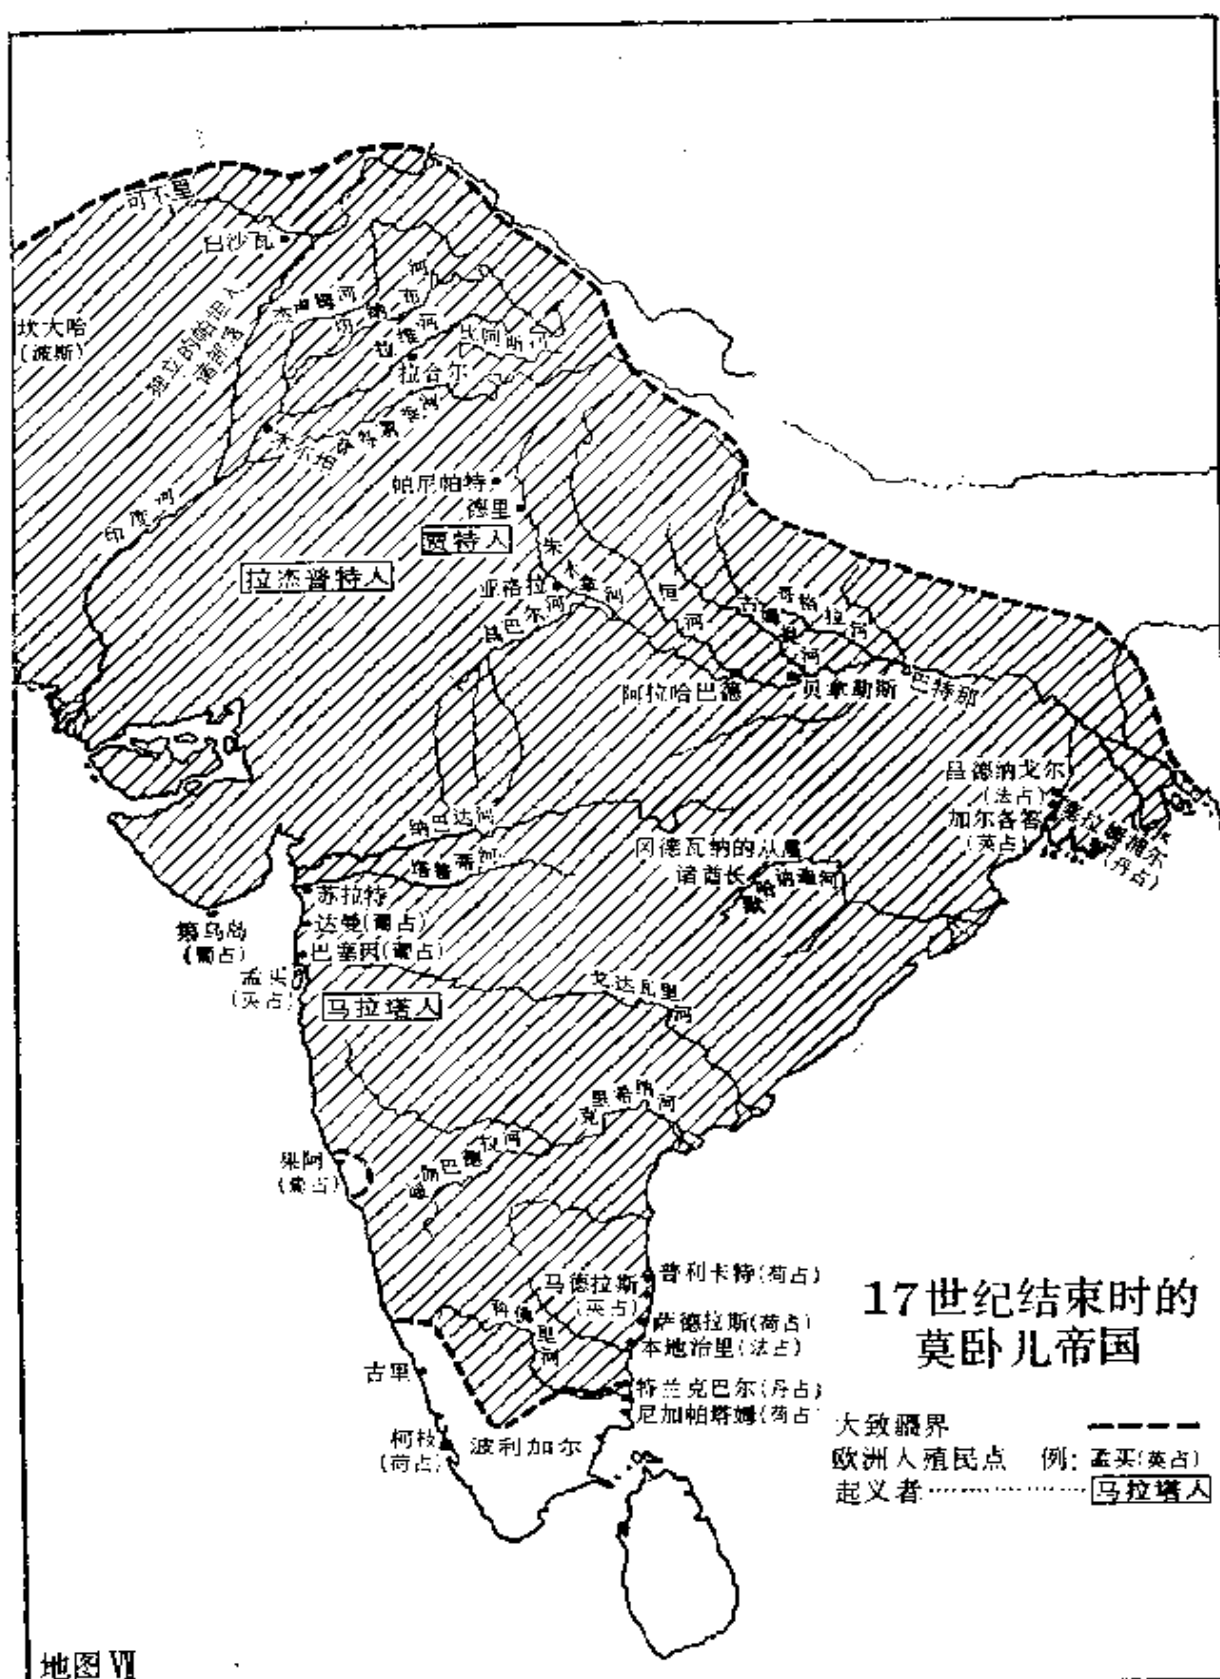 可不里
白沙瓦
坎大哈
(波斯)
独立的帕坦人
诸部落
杰卢姆河
切纳布河
拉维河
比阿斯河
拉合尔
木尔坦
萨特累季河
印度河
帕尼帕特
德里
贾特人
拉杰普特人
亚格拉
朱木拿河
恒河
古姆提河
哥格拉河
昌巴尔河
阿拉哈巴德
贝拿勒斯
巴特那
昌德纳戈尔
(法占)
加尔各答
(英占)
塞拉姆浦尔
(丹占)
纳巴达河
塔普蒂河
冈德瓦纳的从属
诸酋长
默哈讷迪河
苏拉特
达曼(葡占)
第乌岛
(葡占)
巴塞因(葡占)
孟买
(英占)
马拉塔人
戈达瓦里河
克里希纳河
果阿
(葡占)
栋格巴德拉河
马德拉斯
(英占)
普利卡特(荷占)
科佛里河
萨德拉斯(荷占)
本地治里(法占)
古里
特兰克巴尔(丹占)
尼加帕塔姆(荷占
柯枝
(荷占)
波利加尔
17世纪结束时的
莫卧儿帝国
大致疆界
欧洲人殖民点 例: 孟买(英占)
起义者 马拉塔人
地图 VII